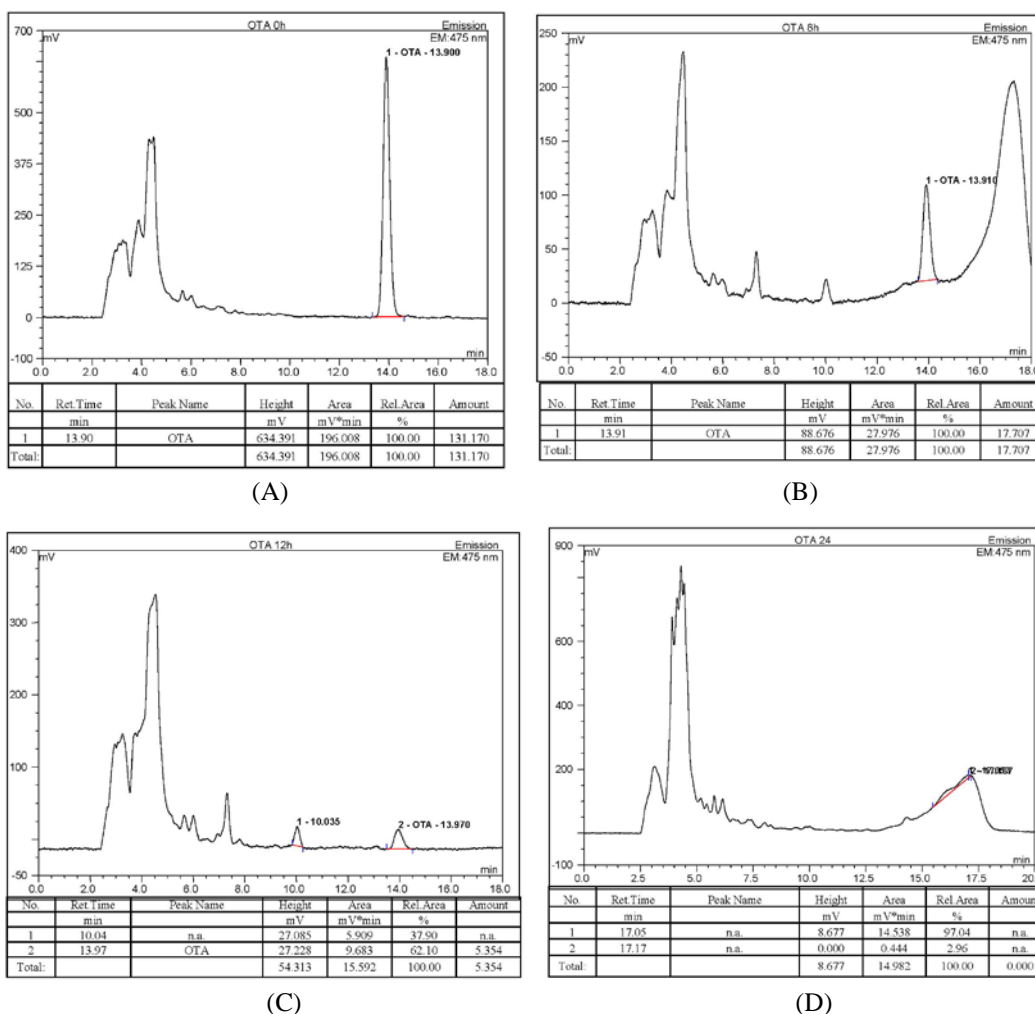 OTA 0h Emission
mV EM:475 nm
700
500
375
250
125
0
-100
1 - OTA - 13.900
min
0.0 2.0 4.0 6.0 8.0 10.0 12.0 14.0 16.0 18.0
No. Ret.Time Peak Name Height Area Rel.Area Amount
min mV mV*min %
1 13.90 OTA 634.391 196.008 100.00 131.170
Total: 634.391 196.008 100.00 131.170
(A)
OTA 8h Emission
mV EM:475 nm
250
200
150
100
50
0
-50
1 - OTA - 13.910
min
0.0 2.0 4.0 6.0 8.0 10.0 12.0 14.0 16.0 18.0
No. Ret.Time Peak Name Height Area Rel.Area Amount
min mV mV*min %
1 13.91 OTA 88.676 27.976 100.00 17.707
Total: 88.676 27.976 100.00 17.707
(B)
OTA 12h Emission
mV EM:475 nm
400
300
200
100
-50
1 - 10.035
2 - OTA - 13.970
min
0.0 2.0 4.0 6.0 8.0 10.0 12.0 14.0 16.0 18.0
No. Ret.Time Peak Name Height Area Rel.Area Amount
min mV mV*min %
1 10.04 n.a. 27.085 5.909 37.90 n.a.
2 13.97 OTA 27.228 9.683 62.10 5.354
Total: 54.313 15.592 100.00 5.354
(C)
OTA 24 Emission
mV EM:475 nm
900
600
400
200
-100
min
0.0 2.5 5.0 7.5 10.0 12.5 15.0 17.5 20.0
No. Ret.Time Peak Name Height Area Rel.Area Amount
min mV mV*min %
1 17.05 n.a. 8.677 14.538 97.04 n.a.
2 17.17 n.a. 0.000 0.444 2.96 n.a.
Total: 8.677 14.982 100.00 0.000
(D)